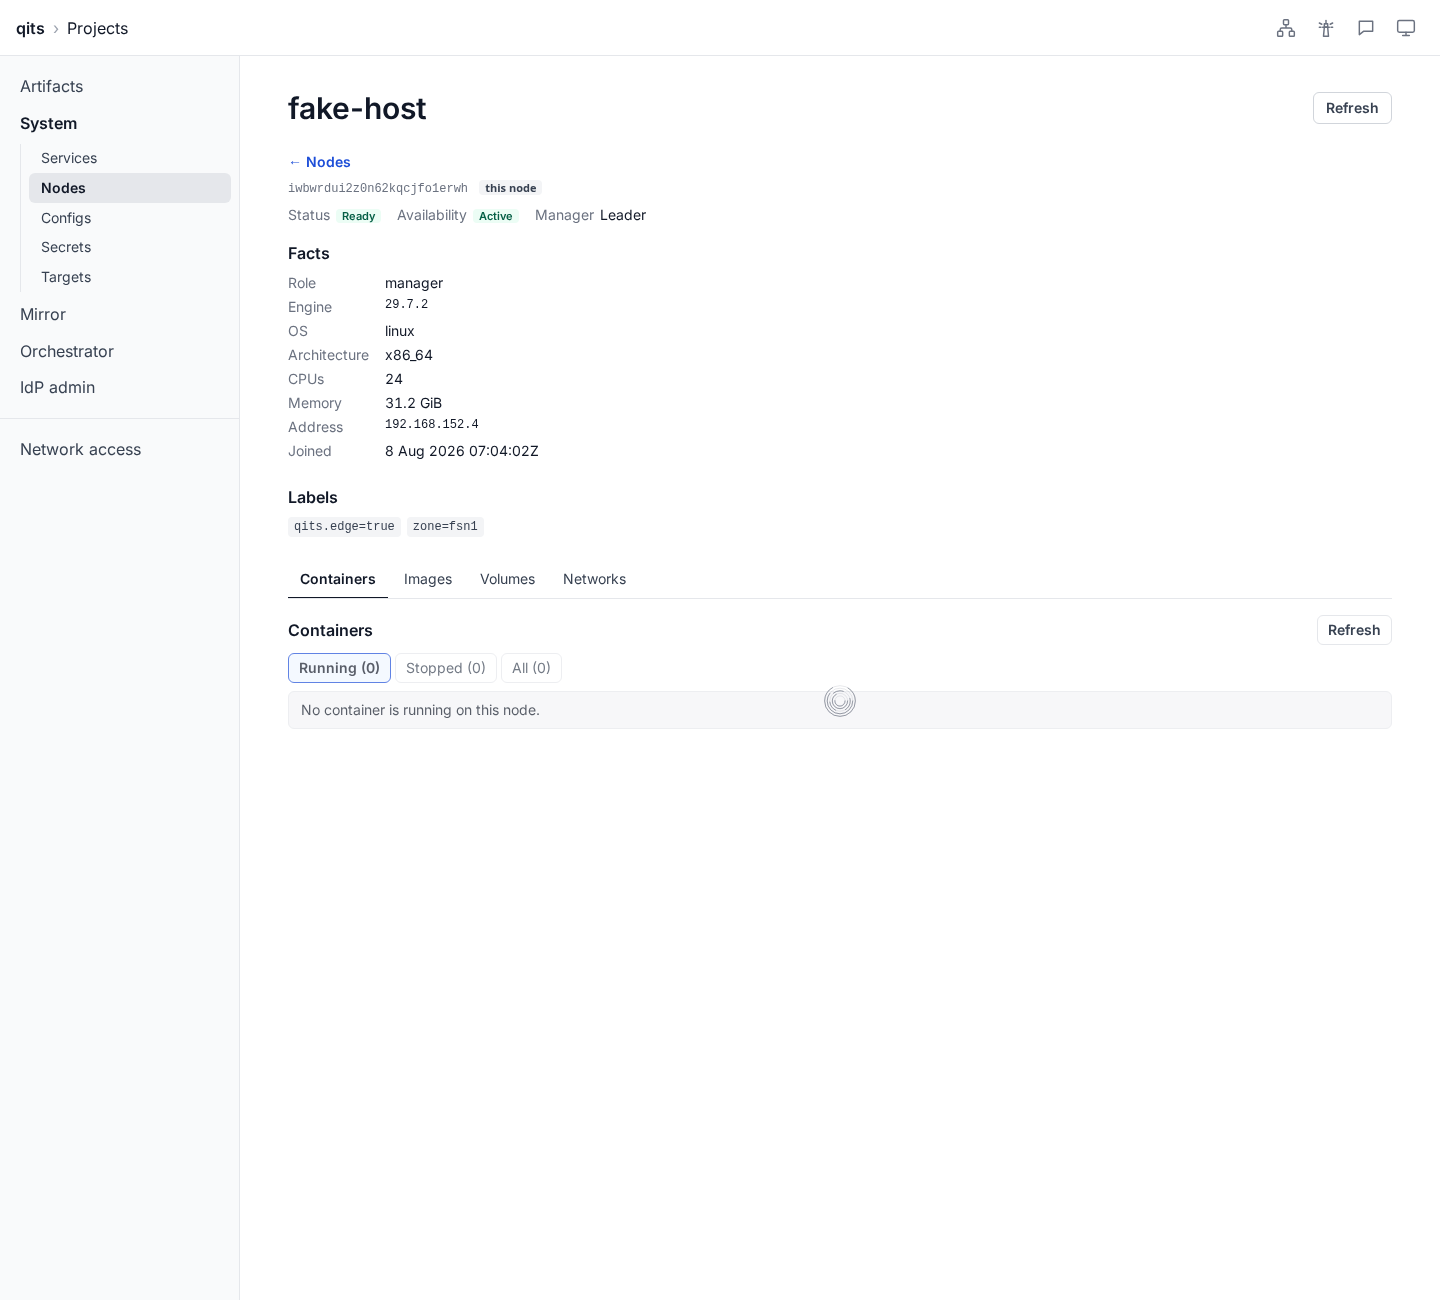 qits › Projects
Artifacts
System
Services
Nodes
Configs
Secrets
Targets
Mirror
Orchestrator
IdP admin
Network access
fake-host
Refresh
← Nodes
iwbwrdui2z0n62kqcjfo1erwh this node
Status Ready Availability Active Manager Leader
Facts
Role manager
Engine 29.7.2
OS linux
Architecture x86_64
CPUs 24
Memory 31.2 GiB
Address 192.168.152.4
Joined 8 Aug 2026 07:04:02Z
Labels
qits.edge=true zone=fsn1
Containers Images Volumes Networks
Containers
Refresh
Running (0) Stopped (0) All (0)
No container is running on this node.